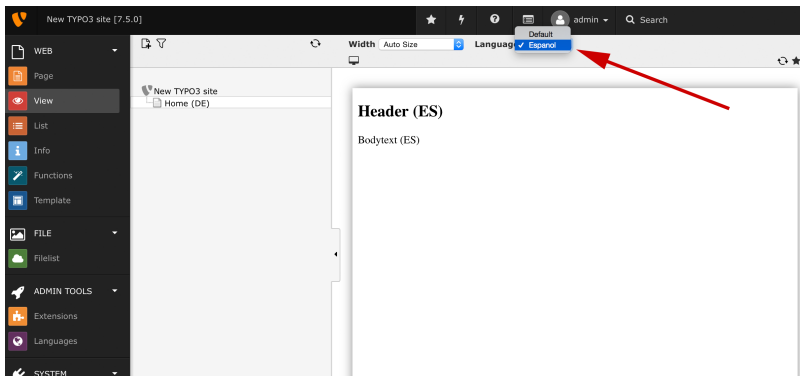 New TYPO3 site [7.5.0]
admin
Search
WEB
Page
View
List
Info
Functions
Template
FILE
Filelist
ADMIN TOOLS
Extensions
Languages
SYSTEM
New TYPO3 site
Home (DE)
Width Auto Size Languag
Default
✓ Espanol
Header (ES)
Bodytext (ES)